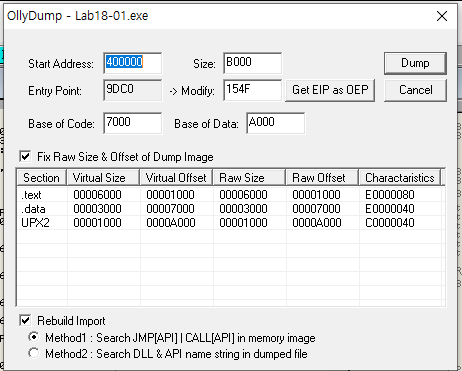 OllyDump - Lab18-01.exe
Start Address: 400000 Size: B000 Dump
Entry Point: 9DC0 -> Modify: 154F Get EIP as OEP Cancel
Base of Code: 7000 Base of Data: A000
Fix Raw Size & Offset of Dump Image
Section Virtual Size Virtual Offset Raw Size Raw Offset Charactaristics
.text 00006000 00001000 00006000 00001000 E0000080
.data 00003000 00007000 00003000 00007000 E0000040
UPX2 00001000 0000A000 00001000 0000A000 C0000040
Rebuild Import
Method1 : Search JMP[API] | CALL[API] in memory image
Method2 : Search DLL & API name string in dumped file